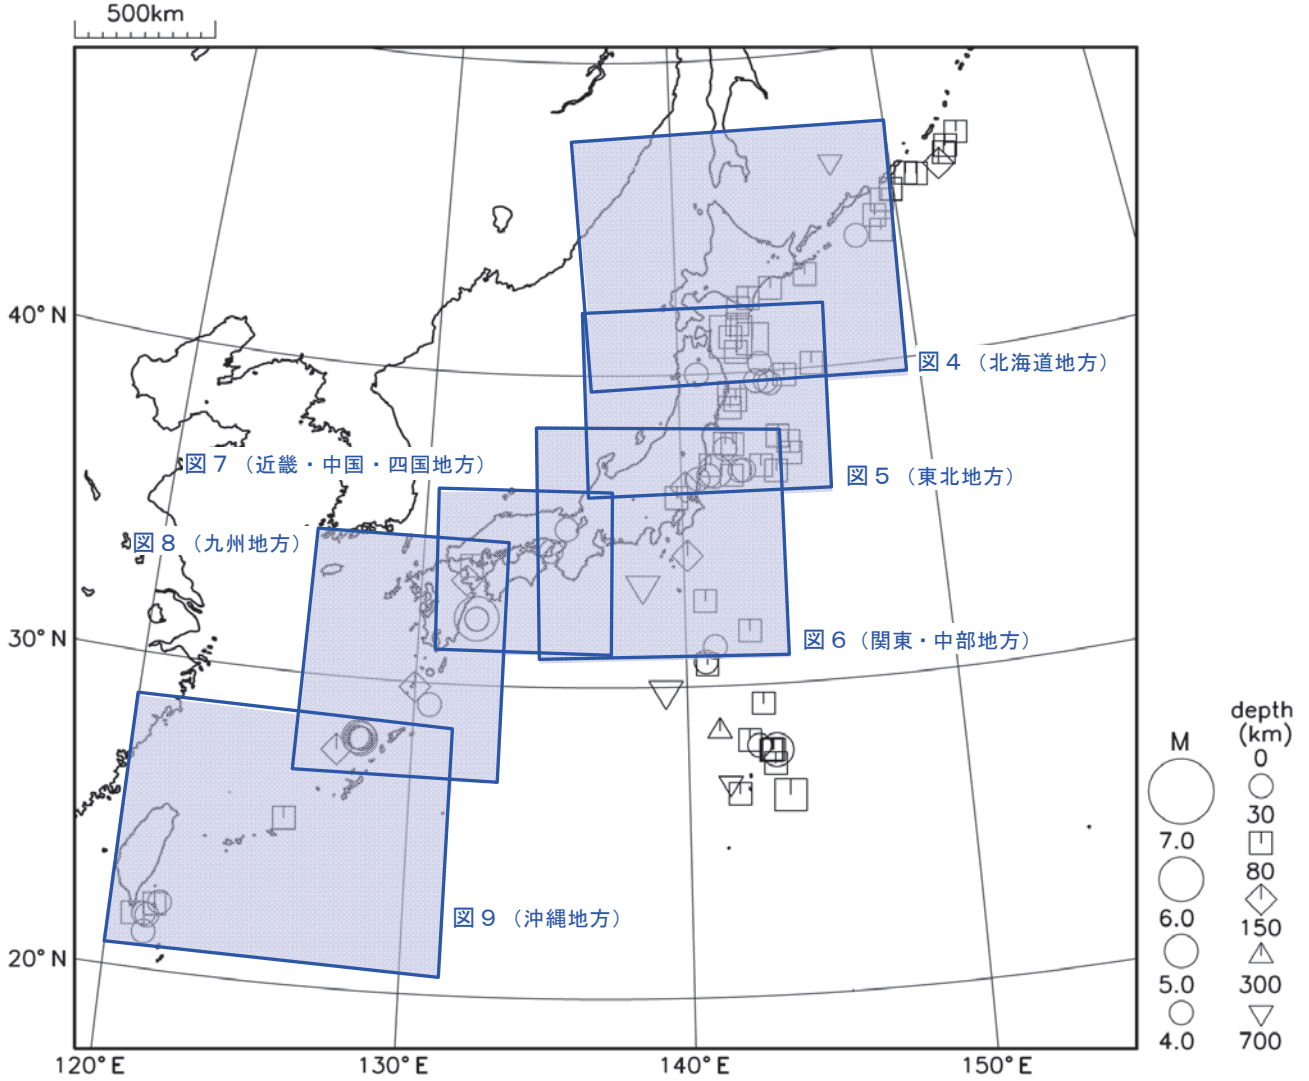 500km
40° N
図４（北海道地方）
図７（近畿・中国・四国地方）
図５（東北地方）
図８（九州地方）
30° N
図６（関東・中部地方）
図９（沖縄地方）
20° N
120° E
130° E
140° E
150° E
M
7.0
6.0
5.0
4.0
depth
(km)
0
30
80
150
300
700